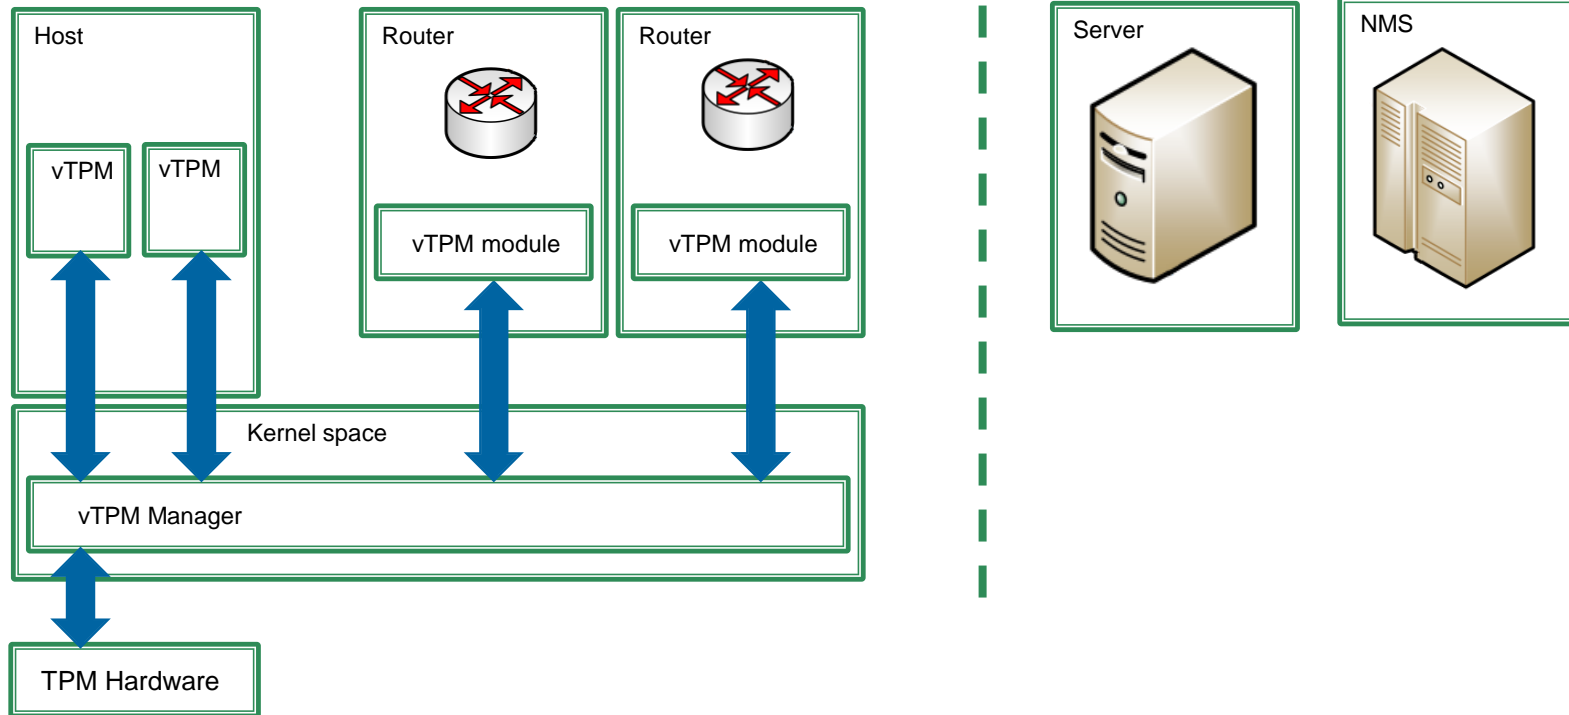 Host
Router
Router
Server
NMS
vTPM
vTPM
vTPM module
vTPM module
Kernel space
vTPM Manager
TPM Hardware